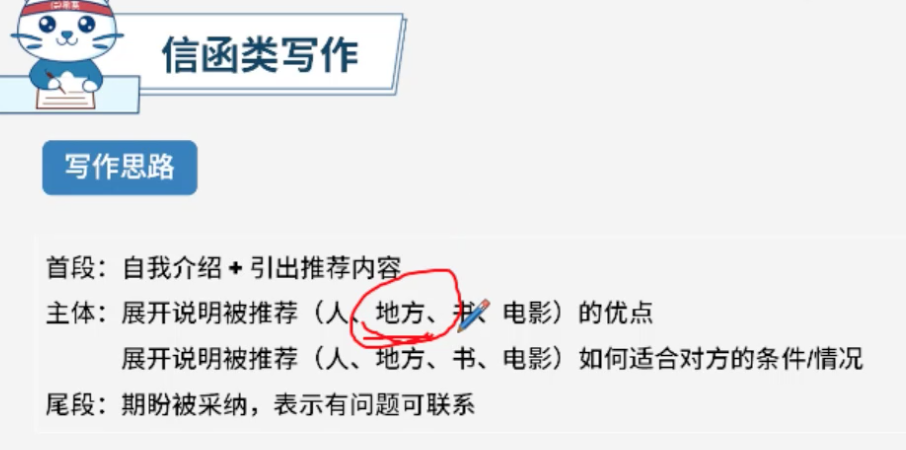 信函类写作
写作思路
首段：自我介绍 + 引出推荐内容
主体：展开说明被推荐（人、地方、书、电影）的优点
展开说明被推荐（人、地方、书、电影）如何适合对方的条件/情况
尾段：期盼被采纳，表示有问题可联系